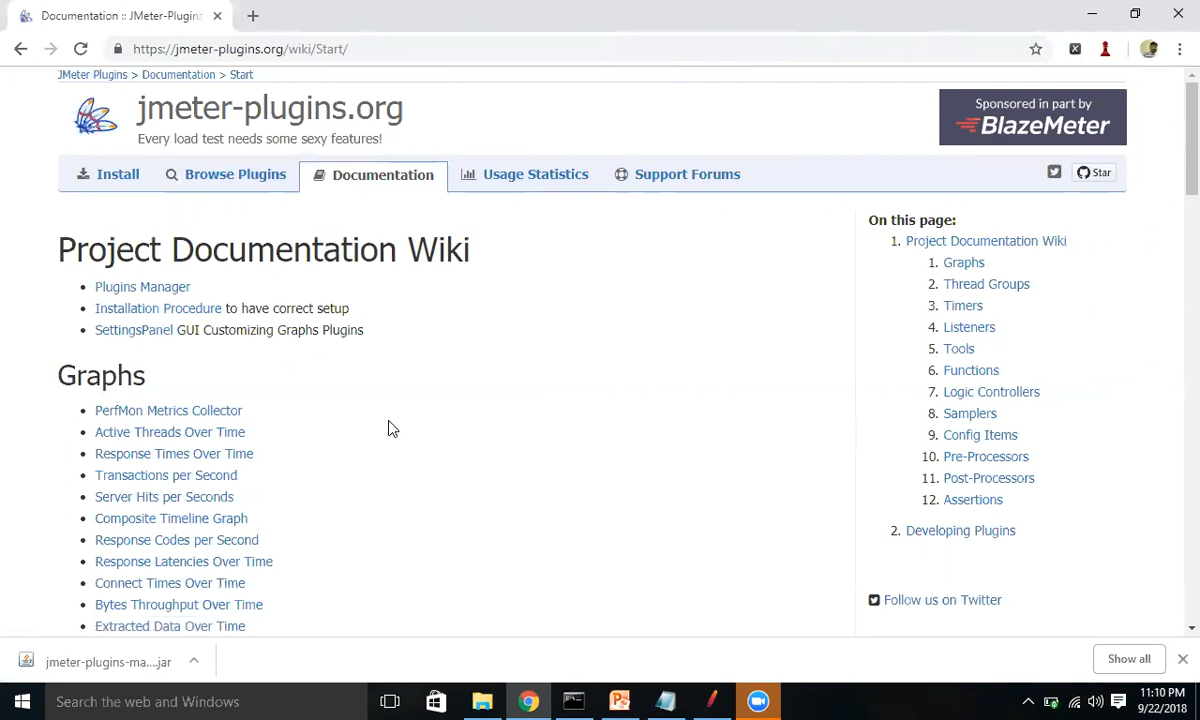 Documentation :: JMeter-Plugins
https://jmeter-plugins.org/wiki/Start/
JMeter Plugins > Documentation > Start
jmeter-plugins.org
Every load test needs some sexy features!
Sponsored in part by
BlazeMeter
Install
Browse Plugins
Documentation
Usage Statistics
Support Forums
Star
Project Documentation Wiki
• Plugins Manager
• Installation Procedure to have correct setup
• SettingsPanel GUI Customizing Graphs Plugins
Graphs
• PerfMon Metrics Collector
• Active Threads Over Time
• Response Times Over Time
• Transactions per Second
• Server Hits per Seconds
• Composite Timeline Graph
• Response Codes per Second
• Response Latencies Over Time
• Connect Times Over Time
• Bytes Throughput Over Time
• Extracted Data Over Time
On this page:
1. Project Documentation Wiki
1. Graphs
2. Thread Groups
3. Timers
4. Listeners
5. Tools
6. Functions
7. Logic Controllers
8. Samplers
9. Config Items
10. Pre-Processors
11. Post-Processors
12. Assertions
2. Developing Plugins
Follow us on Twitter
jmeter-plugins-ma....jar
Show all
Search the web and Windows
11:10 PM
9/22/2018